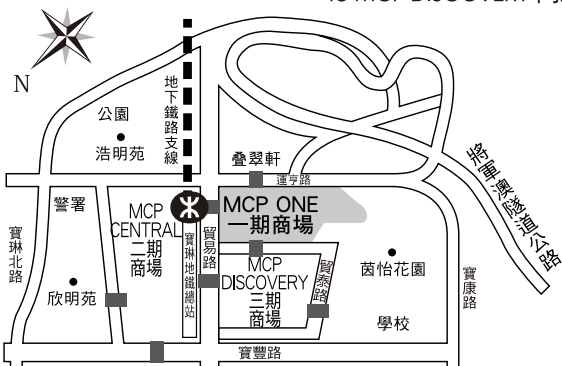 N
公園
浩明苑
地下鐵路支線
叠翠軒
運亨路
將軍澳隧道公路
警署
MCP
CENTRAL
二期
商場
MCP ONE
一期商場
寶琳北路
欣明苑
寶琳地鐵總站
貿易路
MCP
DISCOVERY
三期
商場
貿泰路
茵怡花園
寶康路
學校
寶豐路